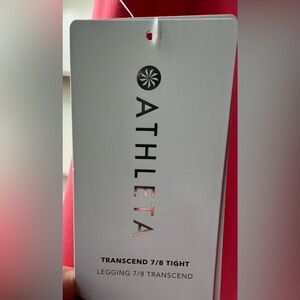 ATHLETA
TRANSCEND 7/8 TIGHT
LEGGING 7/8 TRANSCEND